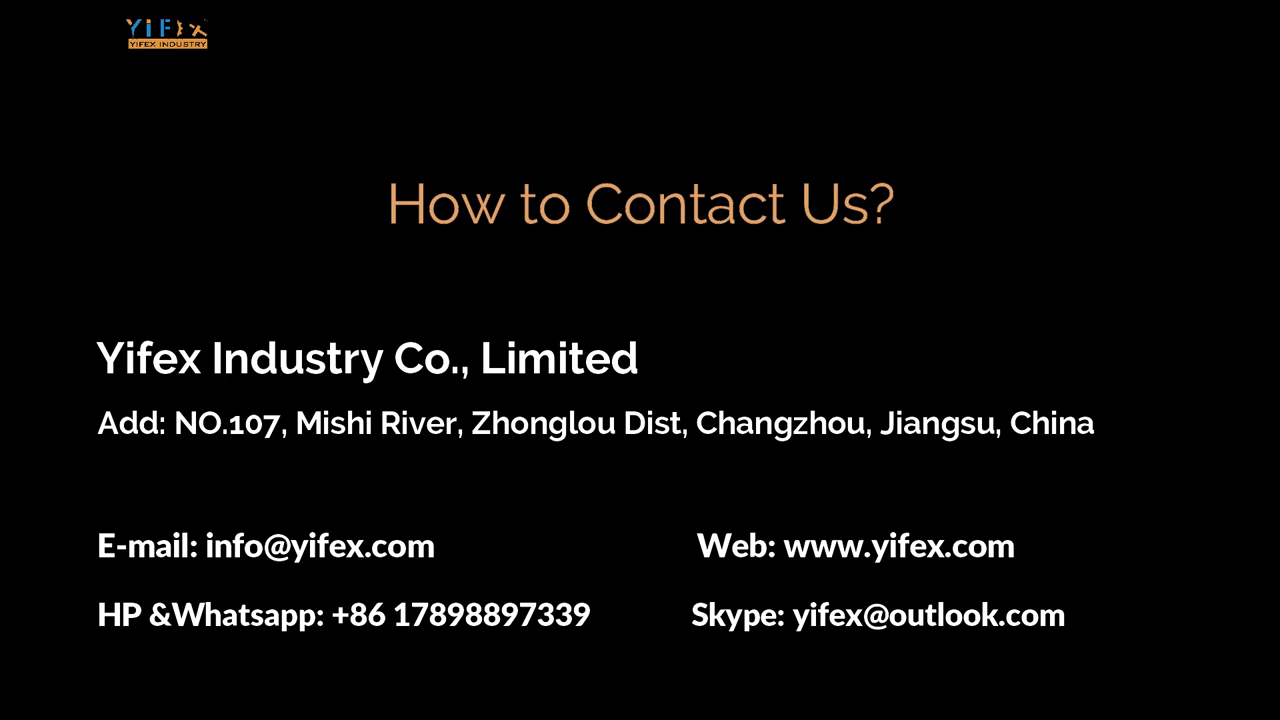 YiFEX
YIFEX INDUSTRY
How to Contact Us?
Yifex Industry Co., Limited
Add: NO.107, Mishi River, Zhonglou Dist, Changzhou, Jiangsu, China
E-mail: info@yifex.com
Web: www.yifex.com
HP &Whatsapp: +86 17898897339
Skype: yifex@outlook.com